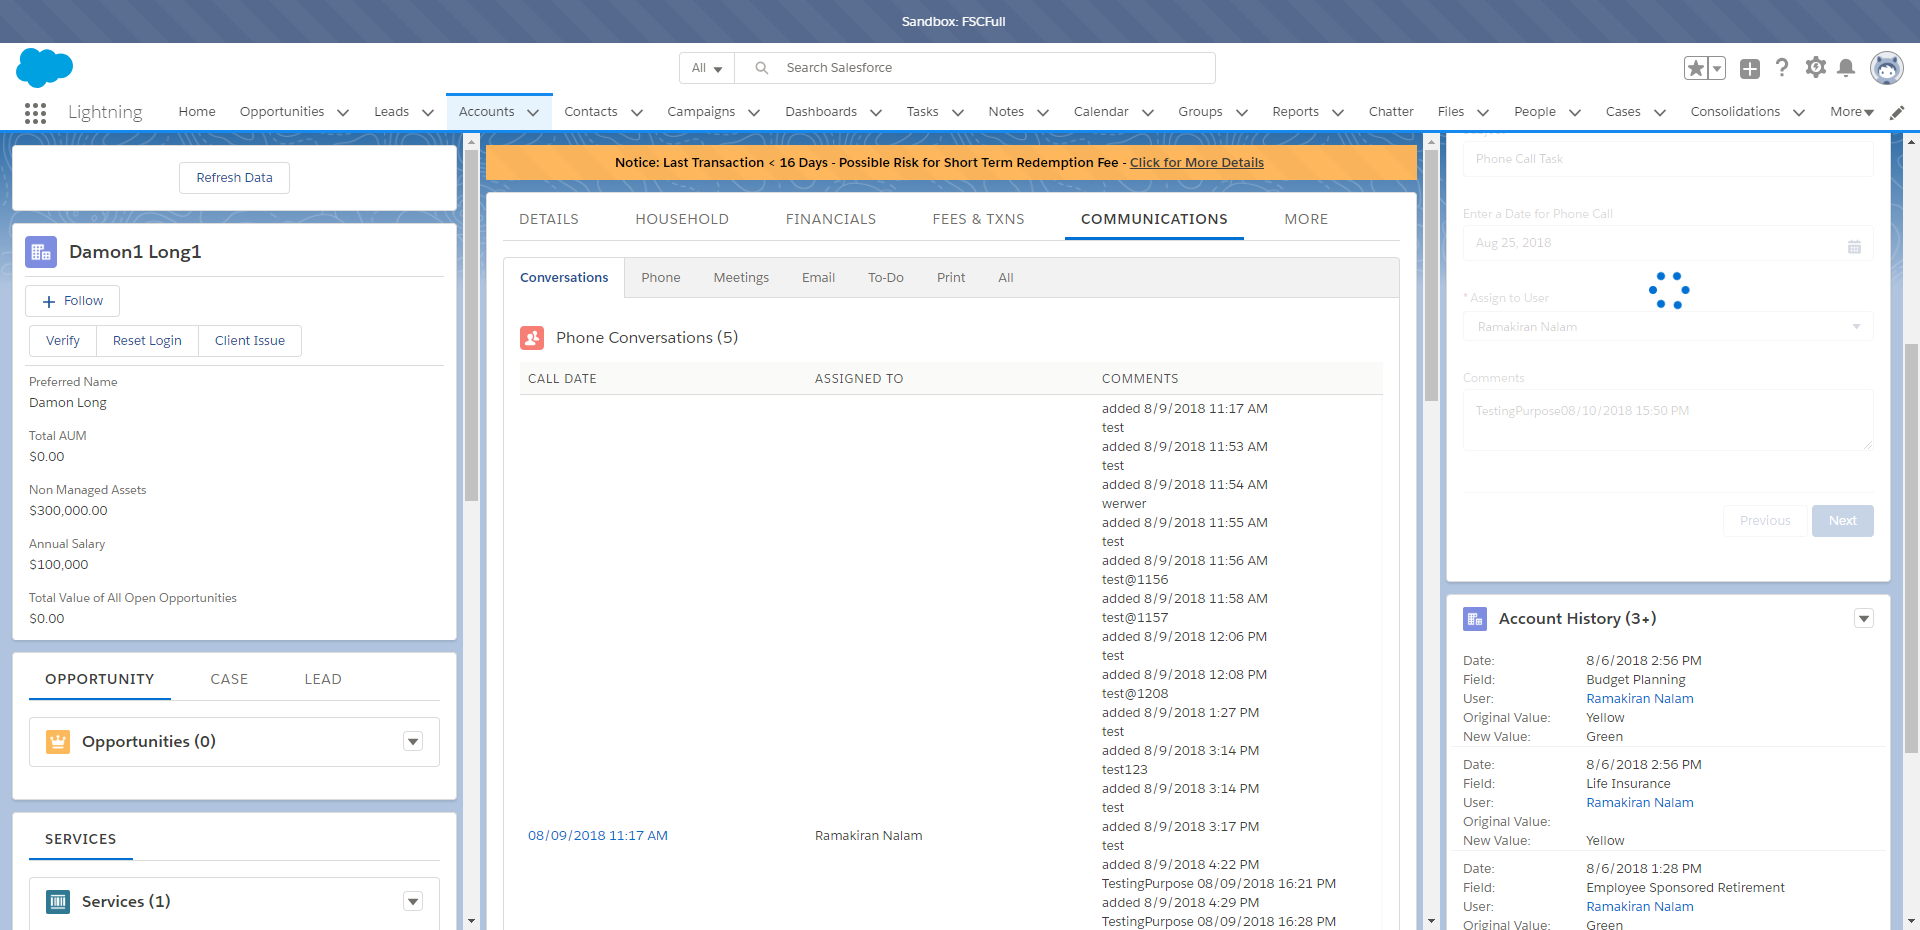 Sandbox: FSCFull
All
Search Salesforce
Lightning
Home
Opportunities
Leads
Accounts
Contacts
Campaigns
Dashboards
Tasks
Notes
Calendar
Groups
Reports
Chatter
Files
People
Cases
Consolidations
More
Refresh Data
Damon1 Long1
Follow
Verify
Reset Login
Client Issue
Preferred Name
Damon Long
Total AUM
$0.00
Non Managed Assets
$300,000.00
Annual Salary
$100,000
Total Value of All Open Opportunities
$0.00
OPPORTUNITY
CASE
LEAD
Opportunities (0)
SERVICES
Services (1)
Notice: Last Transaction < 16 Days - Possible Risk for Short Term Redemption Fee - Click for More Details
DETAILS
HOUSEHOLD
FINANCIALS
FEES & TXNS
COMMUNICATIONS
MORE
Conversations
Phone
Meetings
Email
To-Do
Print
All
Phone Conversations (5)
CALL DATE
ASSIGNED TO
COMMENTS
08/09/2018 11:17 AM
Ramakiran Nalam
added 8/9/2018 11:17 AM
test
added 8/9/2018 11:53 AM
test
added 8/9/2018 11:54 AM
werwer
added 8/9/2018 11:55 AM
test
added 8/9/2018 11:56 AM
test@1156
added 8/9/2018 11:58 AM
test@1157
added 8/9/2018 12:06 PM
test
added 8/9/2018 12:08 PM
test@1208
added 8/9/2018 1:27 PM
test
added 8/9/2018 3:14 PM
test123
added 8/9/2018 3:14 PM
test
added 8/9/2018 3:17 PM
test
added 8/9/2018 4:22 PM
TestingPurpose 08/09/2018 16:21 PM
added 8/9/2018 4:29 PM
TestingPurpose 08/09/2018 16:28 PM
Phone Call Task
Enter a Date for Phone Call
Aug 25, 2018
* Assign to User
Ramakiran Nalam
Comments
TestingPurpose08/10/2018 15:50 PM
Previous
Next
Account History (3+)
Date: 8/6/2018 2:56 PM
Field: Budget Planning
User: Ramakiran Nalam
Original Value: Yellow
New Value: Green
Date: 8/6/2018 2:56 PM
Field: Life Insurance
User: Ramakiran Nalam
Original Value:
New Value: Yellow
Date: 8/6/2018 1:28 PM
Field: Employee Sponsored Retirement
User: Ramakiran Nalam
Original Value: Green